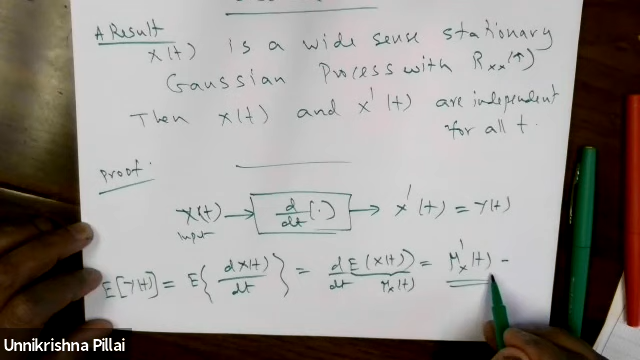 A Result
X(t) is a wide sense stationary
Gaussian Process with Rxx(τ)
Then X(t) and X'(t) are independent
for all t.
Proof:
X(t) → d/dt (·) → X'(t) = Y(t)
input
E[Y(t)] = E{ dX(t)/dt } = d/dt E(X(t)) = μ'x(t) -
μx(t)
Unnikrishna Pillai